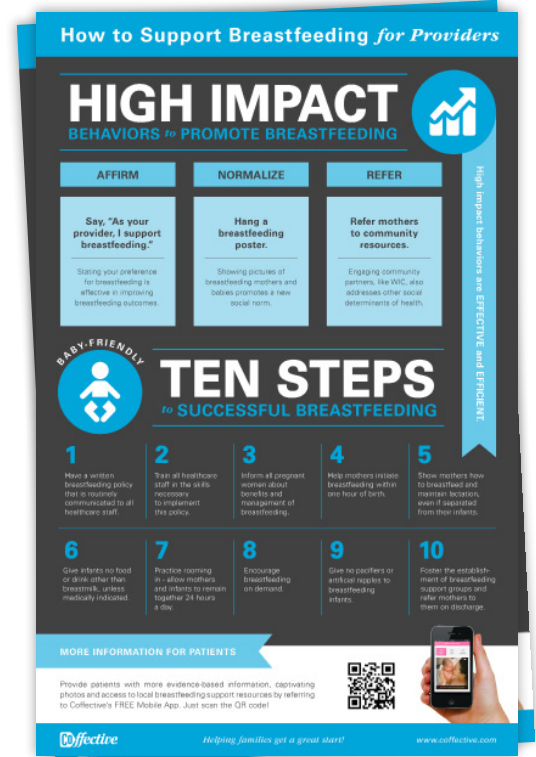 How to Support Breastfeeding for Providers
HIGH IMPACT
BEHAVIORS to PROMOTE BREASTFEEDING
High impact behaviors are EFFECTIVE and EFFICIENT.
AFFIRM
Say, "As your
provider, I support
breastfeeding."
Stating your preference
for breastfeeding is
effective in improving
breastfeeding outcomes.
NORMALIZE
Hang a
breastfeeding
poster.
Showing pictures of
breastfeeding mothers and
babies promotes a new
social norm.
REFER
Refer mothers
to community
resources.
Engaging community
partners, like WIC, also
addresses other social
determinants of health.
BABY-FRIENDLY
TEN STEPS
to SUCCESSFUL BREASTFEEDING
1
Have a written
breastfeeding policy
that is routinely
communicated to all
healthcare staff.
2
Train all healthcare
staff in the skills
necessary
to implement
this policy.
3
Inform all pregnant
women about
benefits and
management of
breastfeeding.
4
Help mothers initiate
breastfeeding within
one hour of birth.
5
Show mothers how
to breastfeed and
maintain lactation,
even if separated
from their infants.
6
Give infants no food
or drink other than
breastmilk, unless
medically indicated.
7
Practice rooming
in - allow mothers
and infants to remain
together 24 hours
a day.
8
Encourage
breastfeeding
on demand.
9
Give no pacifiers or
artificial nipples to
breastfeeding
infants.
10
Foster the establish-
ment of breastfeeding
support groups and
refer mothers to
them on discharge.
MORE INFORMATION FOR PATIENTS
Provide patients with more evidence-based information, captivating
photos and access to local breastfeeding support resources by referring
to Coffective's FREE Mobile App. Just scan the QR code!
Coffective
Helping families get a great start!
www.coffective.com